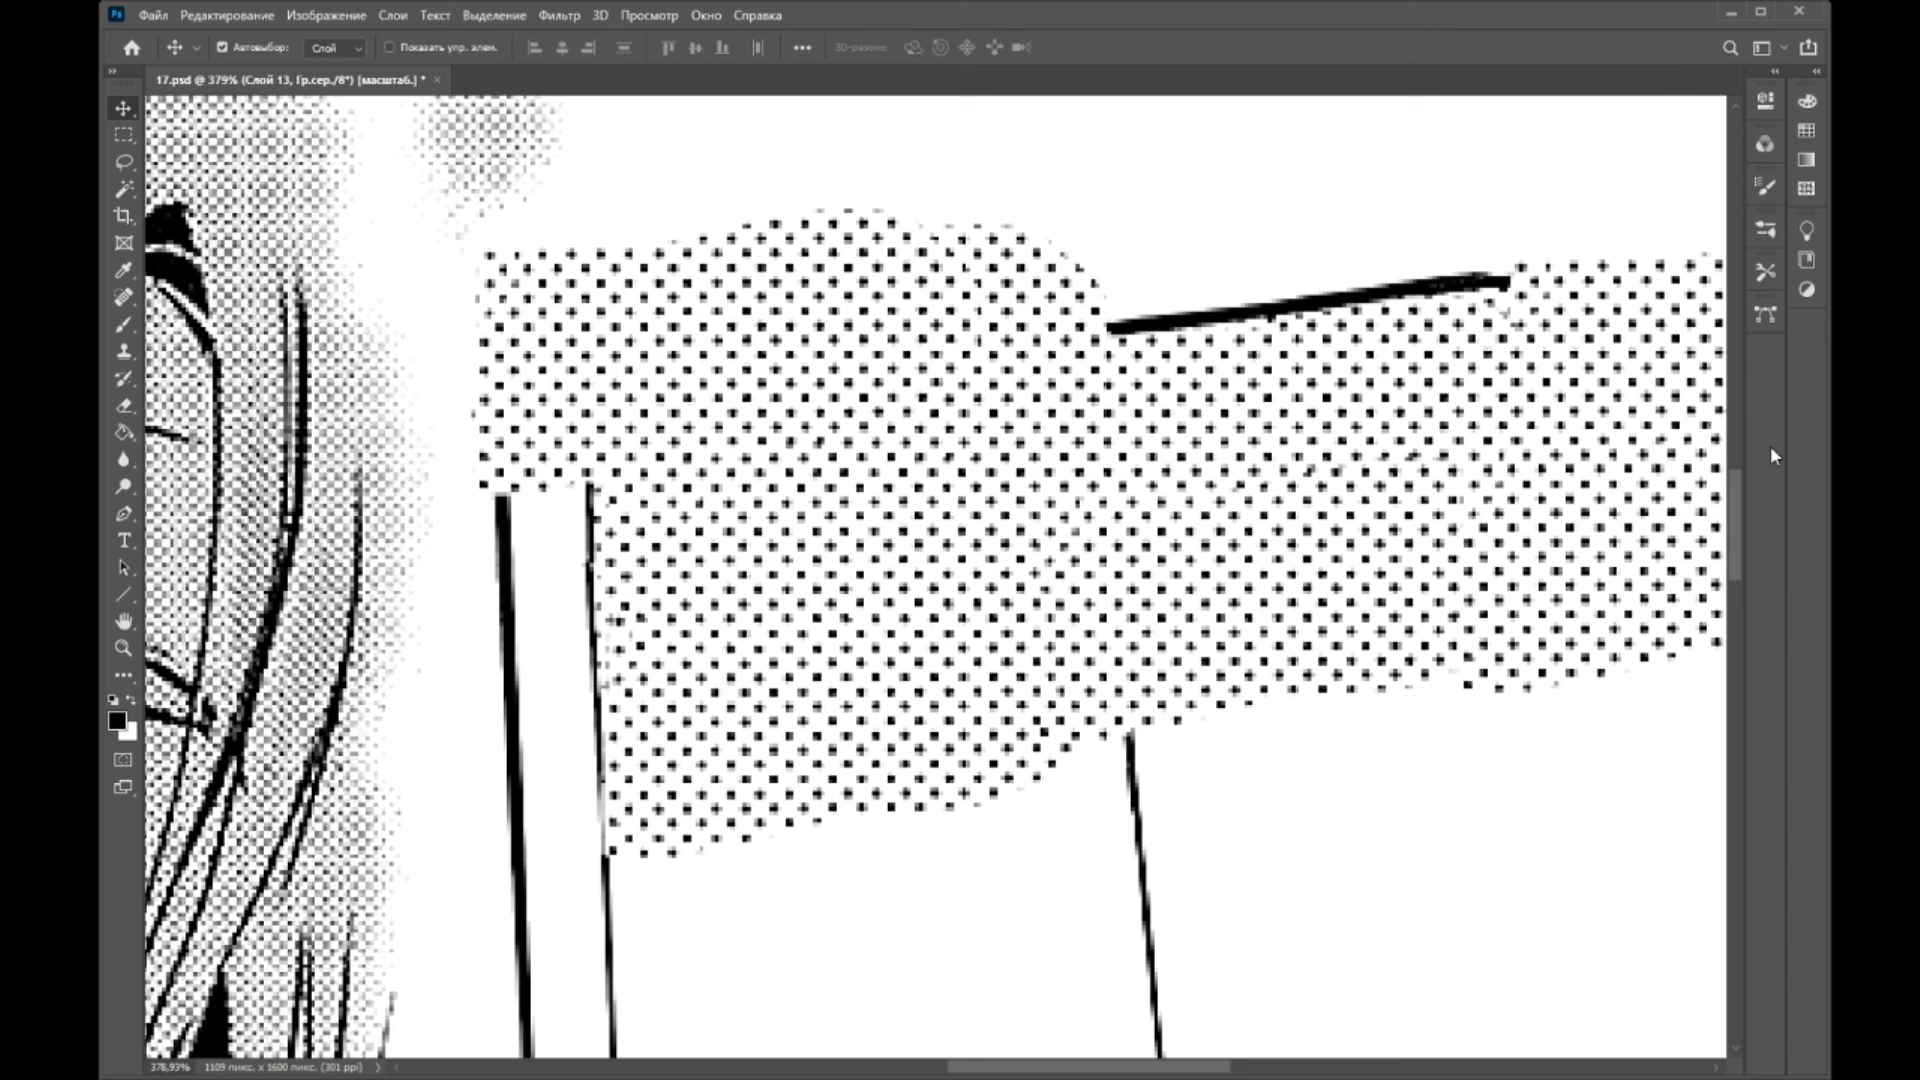 Ps Файл Редактирование Изображение Слои Текст Выделение Фильтр 3D Просмотр Окно Справка
Автовыбор: Слой Показать упр. элем. 3D-режим:
17.psd @ 379% (Слой 13, Гр.сер./8*) [масштаб.] *
378,93% 1109 пикс. x 1600 пикс. (301 ppi)